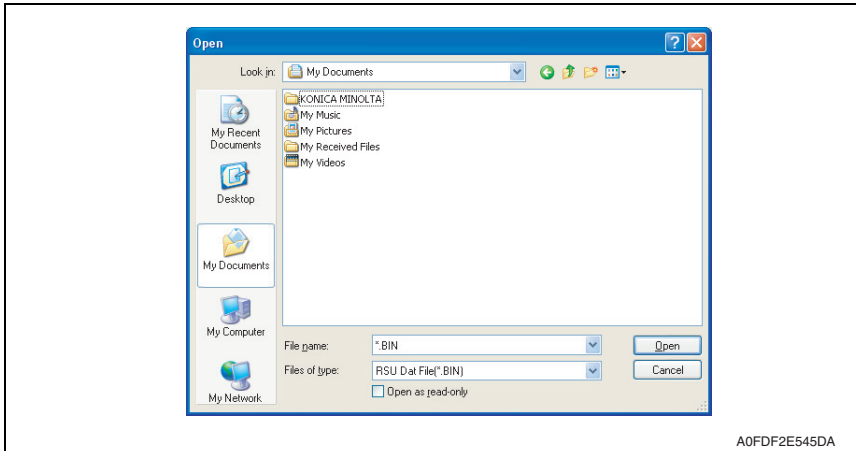 Open
Look in: My Documents
KONICA MINOLTA
My Music
My Pictures
My Received Files
My Videos
My Recent
Documents
Desktop
My Documents
My Computer
My Network
File name: *.BIN Open
Files of type: RSU Dat File(*.BIN) Cancel
Open as read-only
A0FDF2E545DA